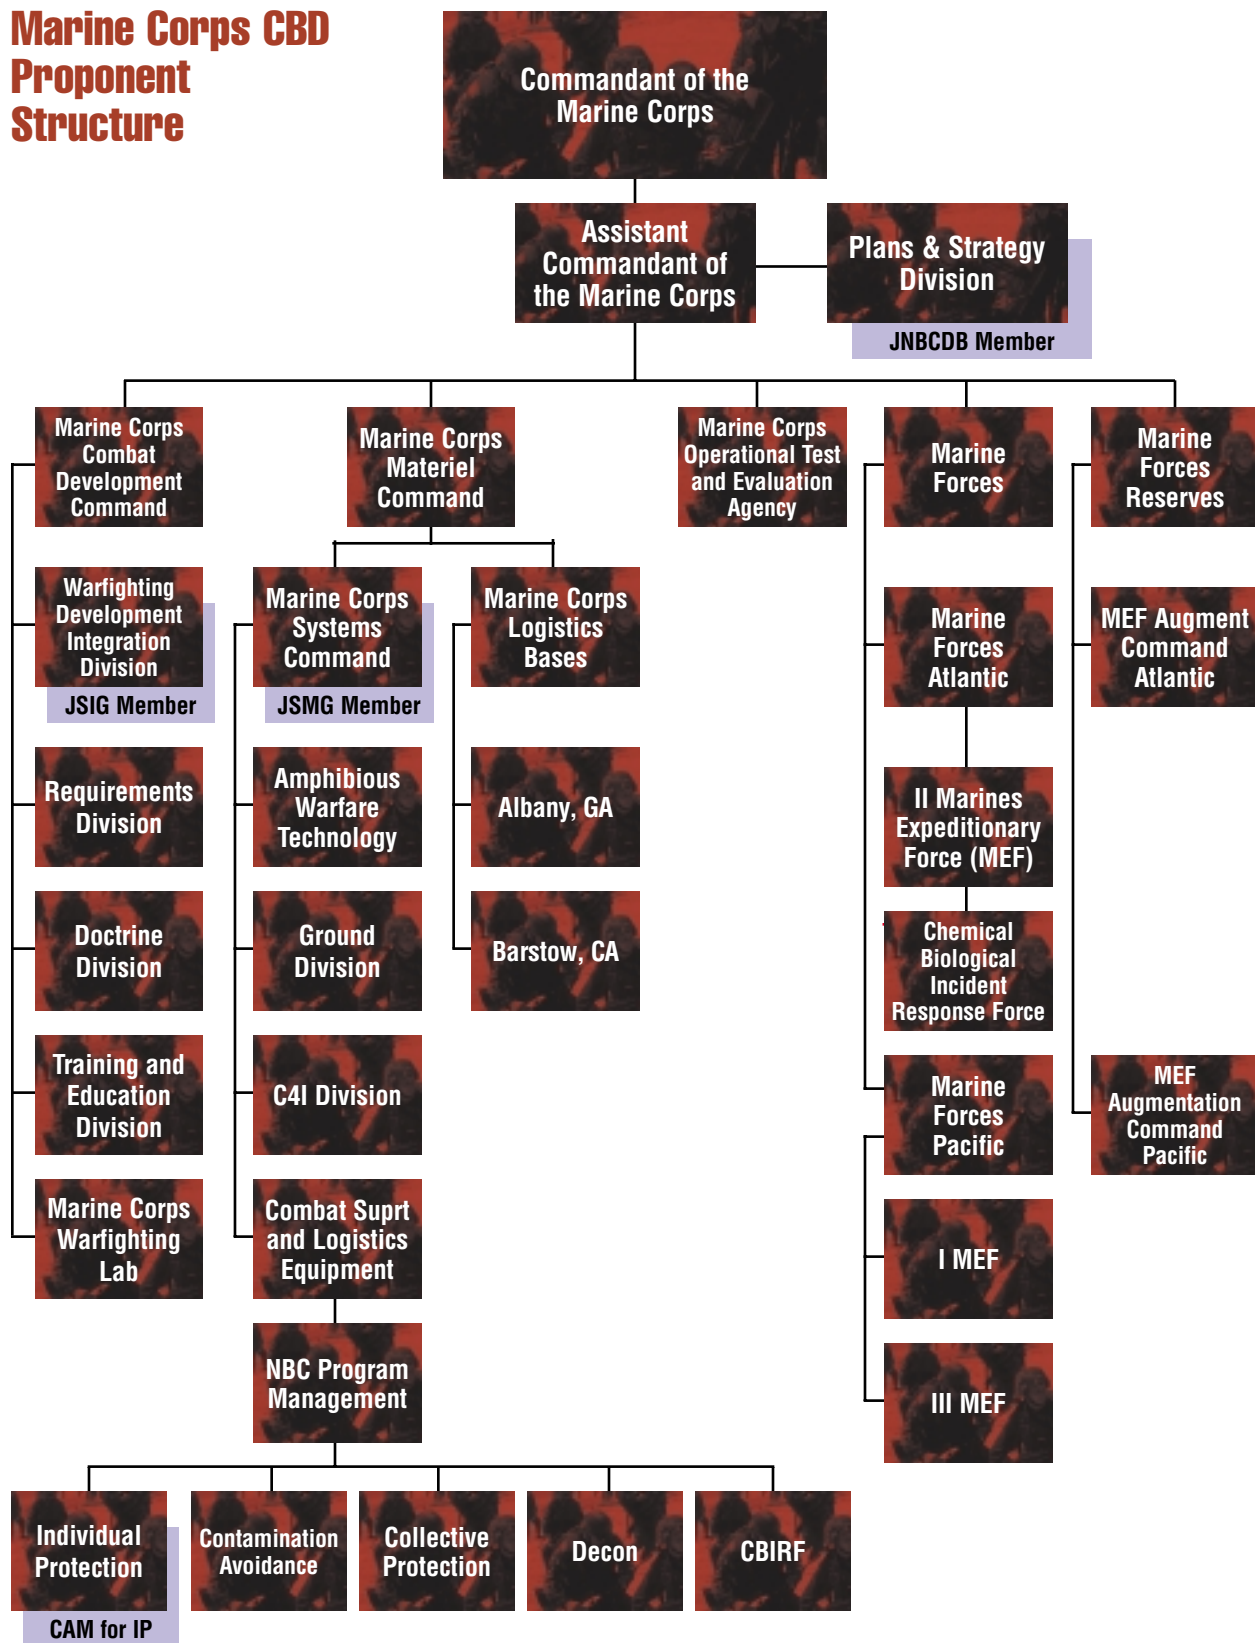 Marine Corps CBD
Proponent
Structure
Commandant of the
Marine Corps
Assistant
Commandant of
the Marine Corps
Plans & Strategy
Division
JNBCDB Member
Marine Corps
Combat
Development
Command
Marine Corps
Materiel
Command
Marine Corps
Operational Test
and Evaluation
Agency
Marine
Forces
Marine
Forces
Reserves
Warfighting
Development
Integration
Division
JSIG Member
Marine Corps
Systems
Command
JSMG Member
Marine Corps
Logistics
Bases
Marine
Forces
Atlantic
MEF Augment
Command
Atlantic
Requirements
Division
Amphibious
Warfare
Technology
Albany, GA
II Marines
Expeditionary
Force (MEF)
Doctrine
Division
Ground
Division
Barstow, CA
Chemical
Biological
Incident
Response Force
Training and
Education
Division
C4I Division
Marine
Forces
Pacific
MEF
Augmentation
Command
Pacific
Marine Corps
Warfighting
Lab
Combat Suprt
and Logistics
Equipment
I MEF
NBC Program
Management
III MEF
Individual
Protection
CAM for IP
Contamination
Avoidance
Collective
Protection
Decon
CBIRF